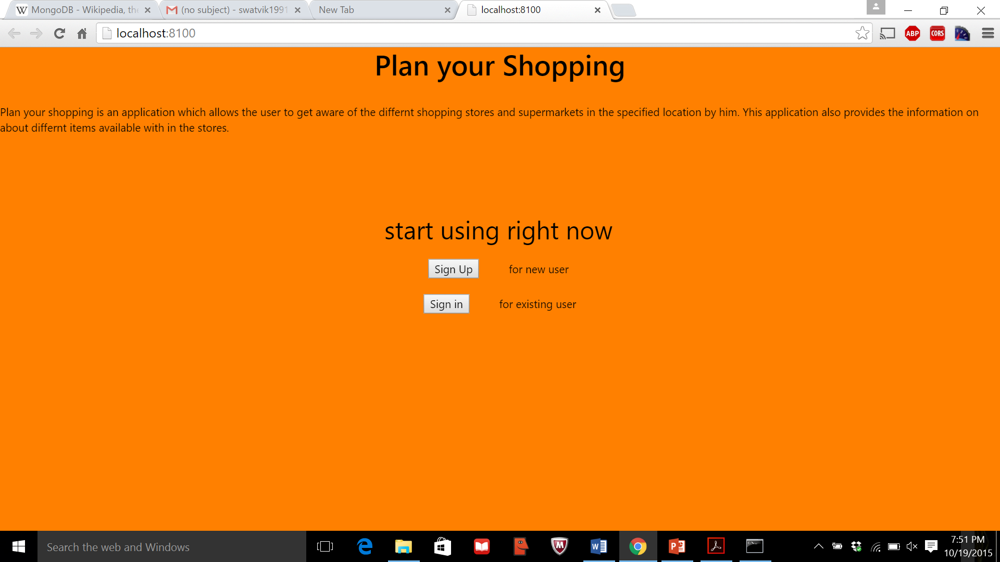 MongoDB - Wikipedia, the
(no subject) - swatvik1991
New Tab
localhost:8100
localhost:8100
ABP
CORS
Plan your Shopping
Plan your shopping is an application which allows the user to get aware of the differnt shopping stores and supermarkets in the specified location by him. Yhis application also provides the information on
about differnt items available with in the stores.
start using right now
Sign Up for new user
Sign in for existing user
Search the web and Windows
7:51 PM
10/19/2015